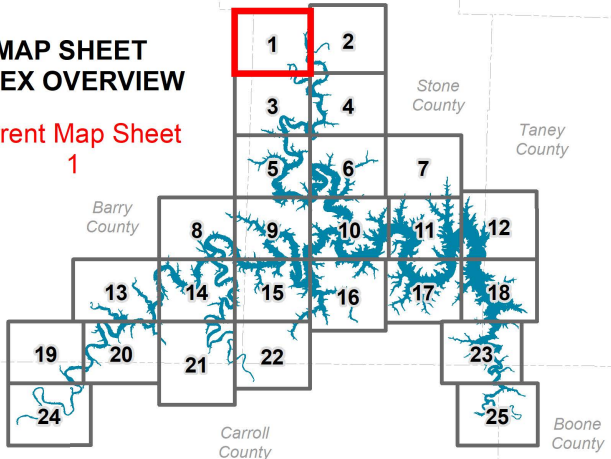 MAP SHEET
EX OVERVIEW
rent Map Sheet
1
1
2
3
4
Stone
County
Taney
County
5
6
7
Barry
County
8
9
10
11
12
13
14
15
16
17
18
19
20
21
22
23
24
25
Carroll
County
Boone
County